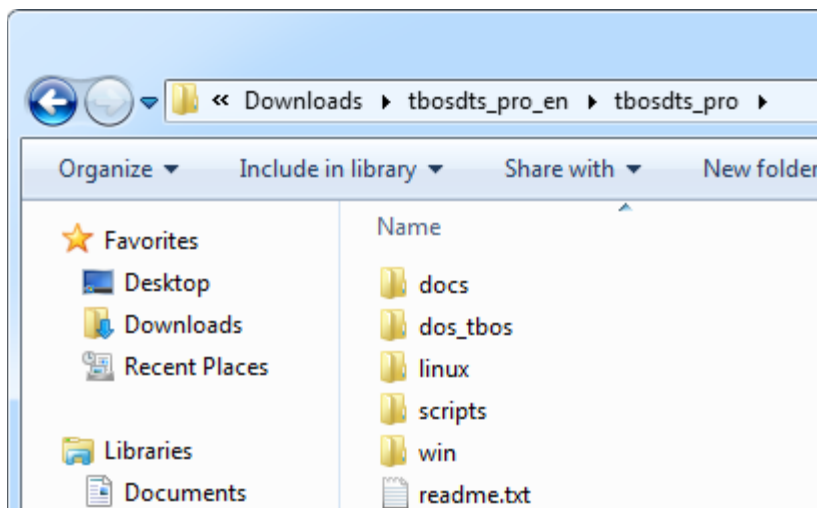 « Downloads ▸ tbosdts_pro_en ▸ tbosdts_pro ▸
Organize ▾ Include in library ▾ Share with ▾ New folder
Name
Favorites
Desktop
Downloads
Recent Places
Libraries
Documents
docs
dos_tbos
linux
scripts
win
readme.txt